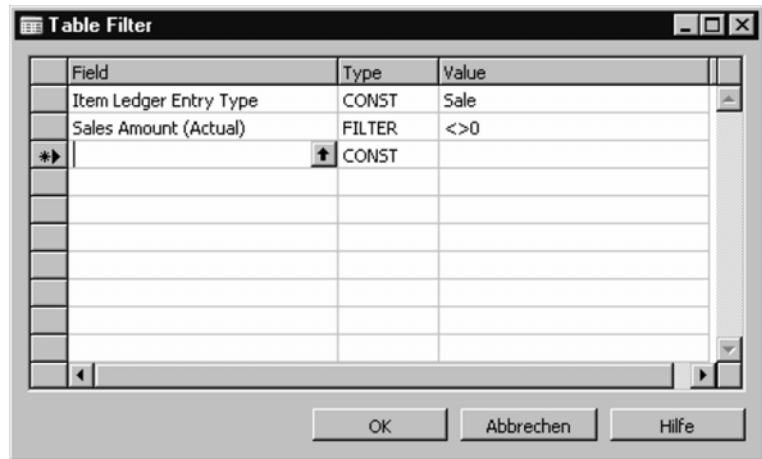 Table Filter
Field Type Value
Item Ledger Entry Type CONST Sale
Sales Amount (Actual) FILTER <>0
CONST
OK Abbrechen Hilfe